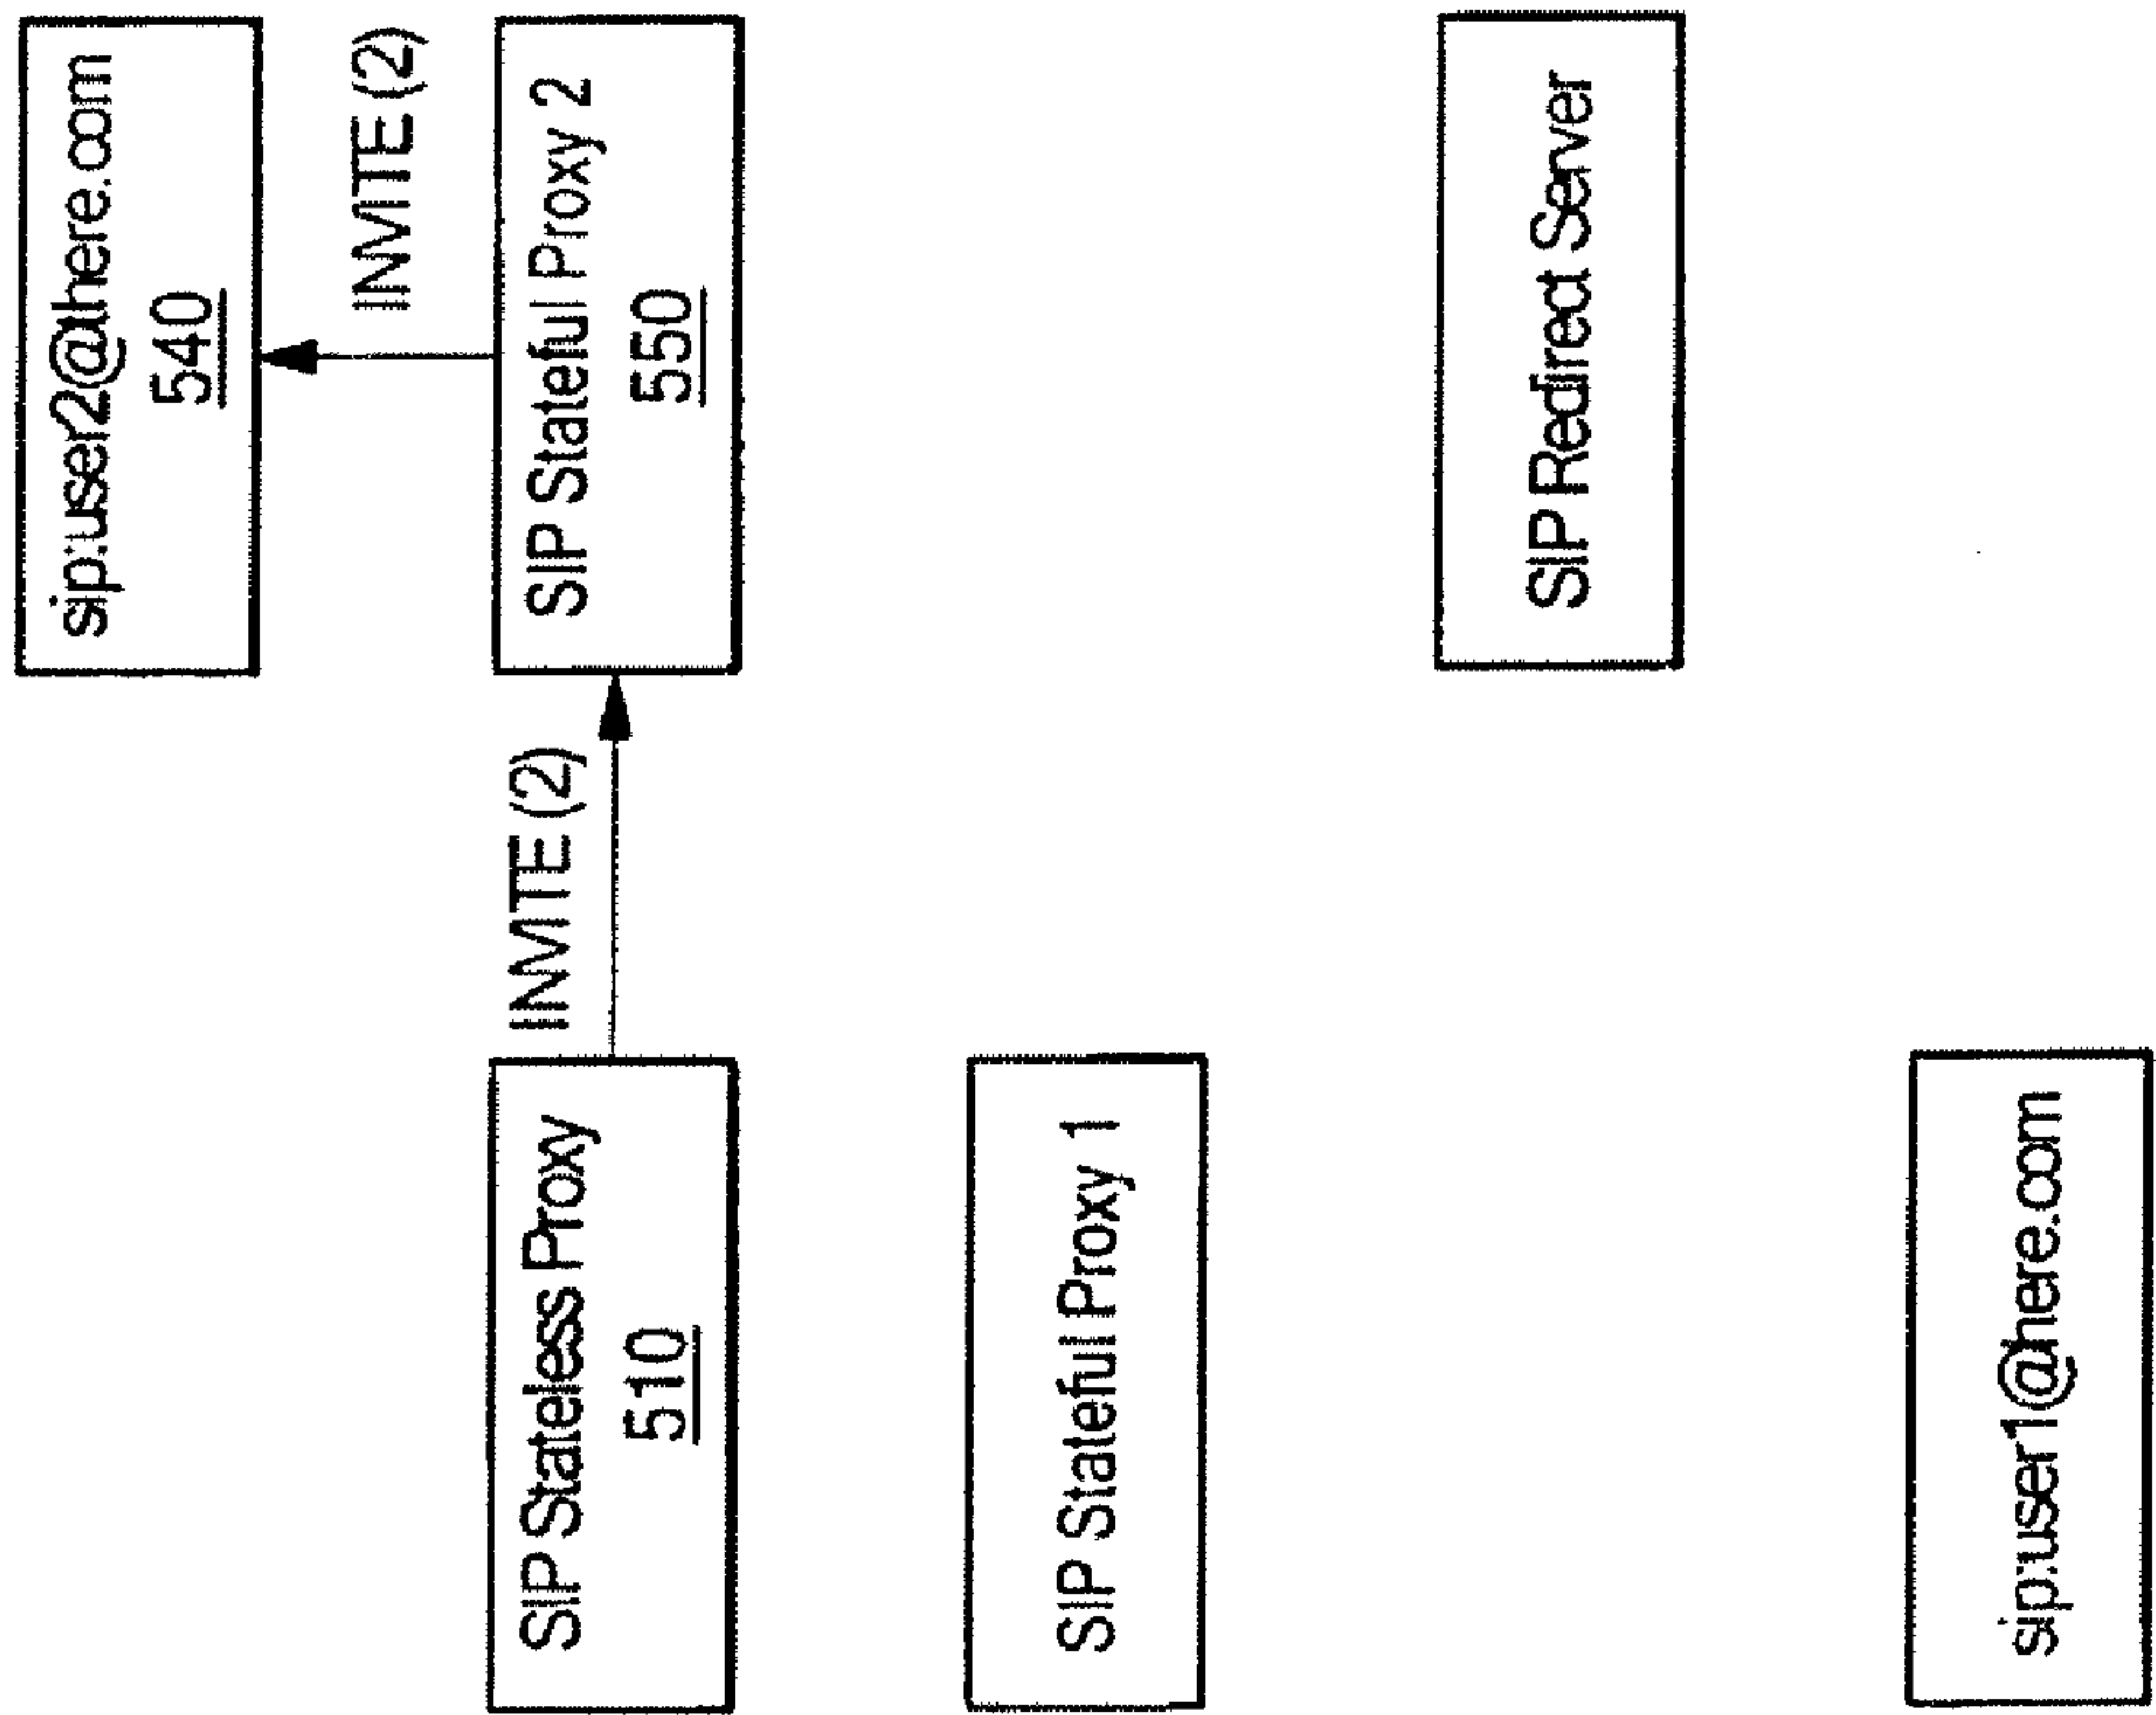 sip:user2@there.com
540
INVITE (2)
SIP Stateless Proxy
510
INVITE (2)
SIP Stateful Proxy 2
550
SIP Stateful Proxy 1
SIP Redirect Server
sip:user1@here.com